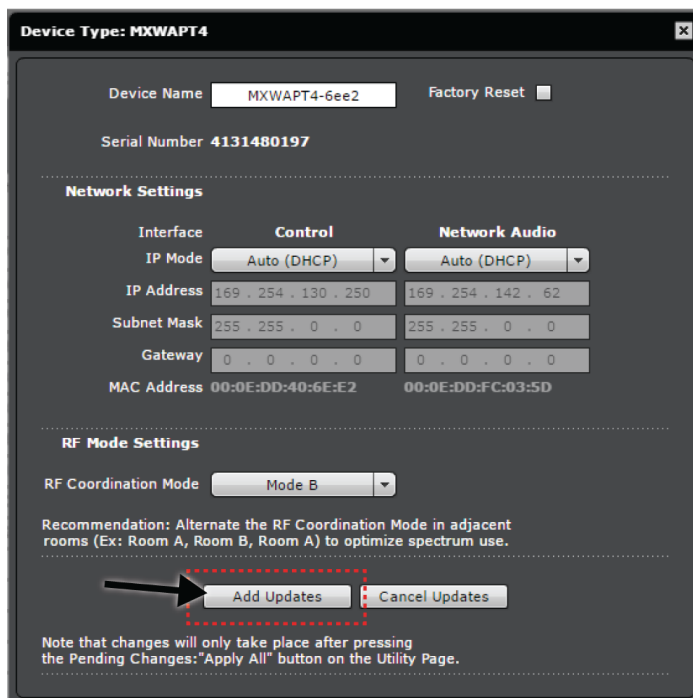 Device Type: MXWAPT4
Device Name MXWAPT4-6ee2 Factory Reset
Serial Number 4131480197
Network Settings
Interface Control Network Audio
IP Mode Auto (DHCP) Auto (DHCP)
IP Address 169 . 254 . 130 . 250 169 . 254 . 142 . 62
Subnet Mask 255 . 255 . 0 . 0 255 . 255 . 0 . 0
Gateway 0 . 0 . 0 . 0 0 . 0 . 0 . 0
MAC Address 00:0E:DD:40:6E:E2 00:0E:DD:FC:03:5D
RF Mode Settings
RF Coordination Mode Mode B
Recommendation: Alternate the RF Coordination Mode in adjacent
rooms (Ex: Room A, Room B, Room A) to optimize spectrum use.
Add Updates Cancel Updates
Note that changes will only take place after pressing
the Pending Changes:"Apply All" button on the Utility Page.